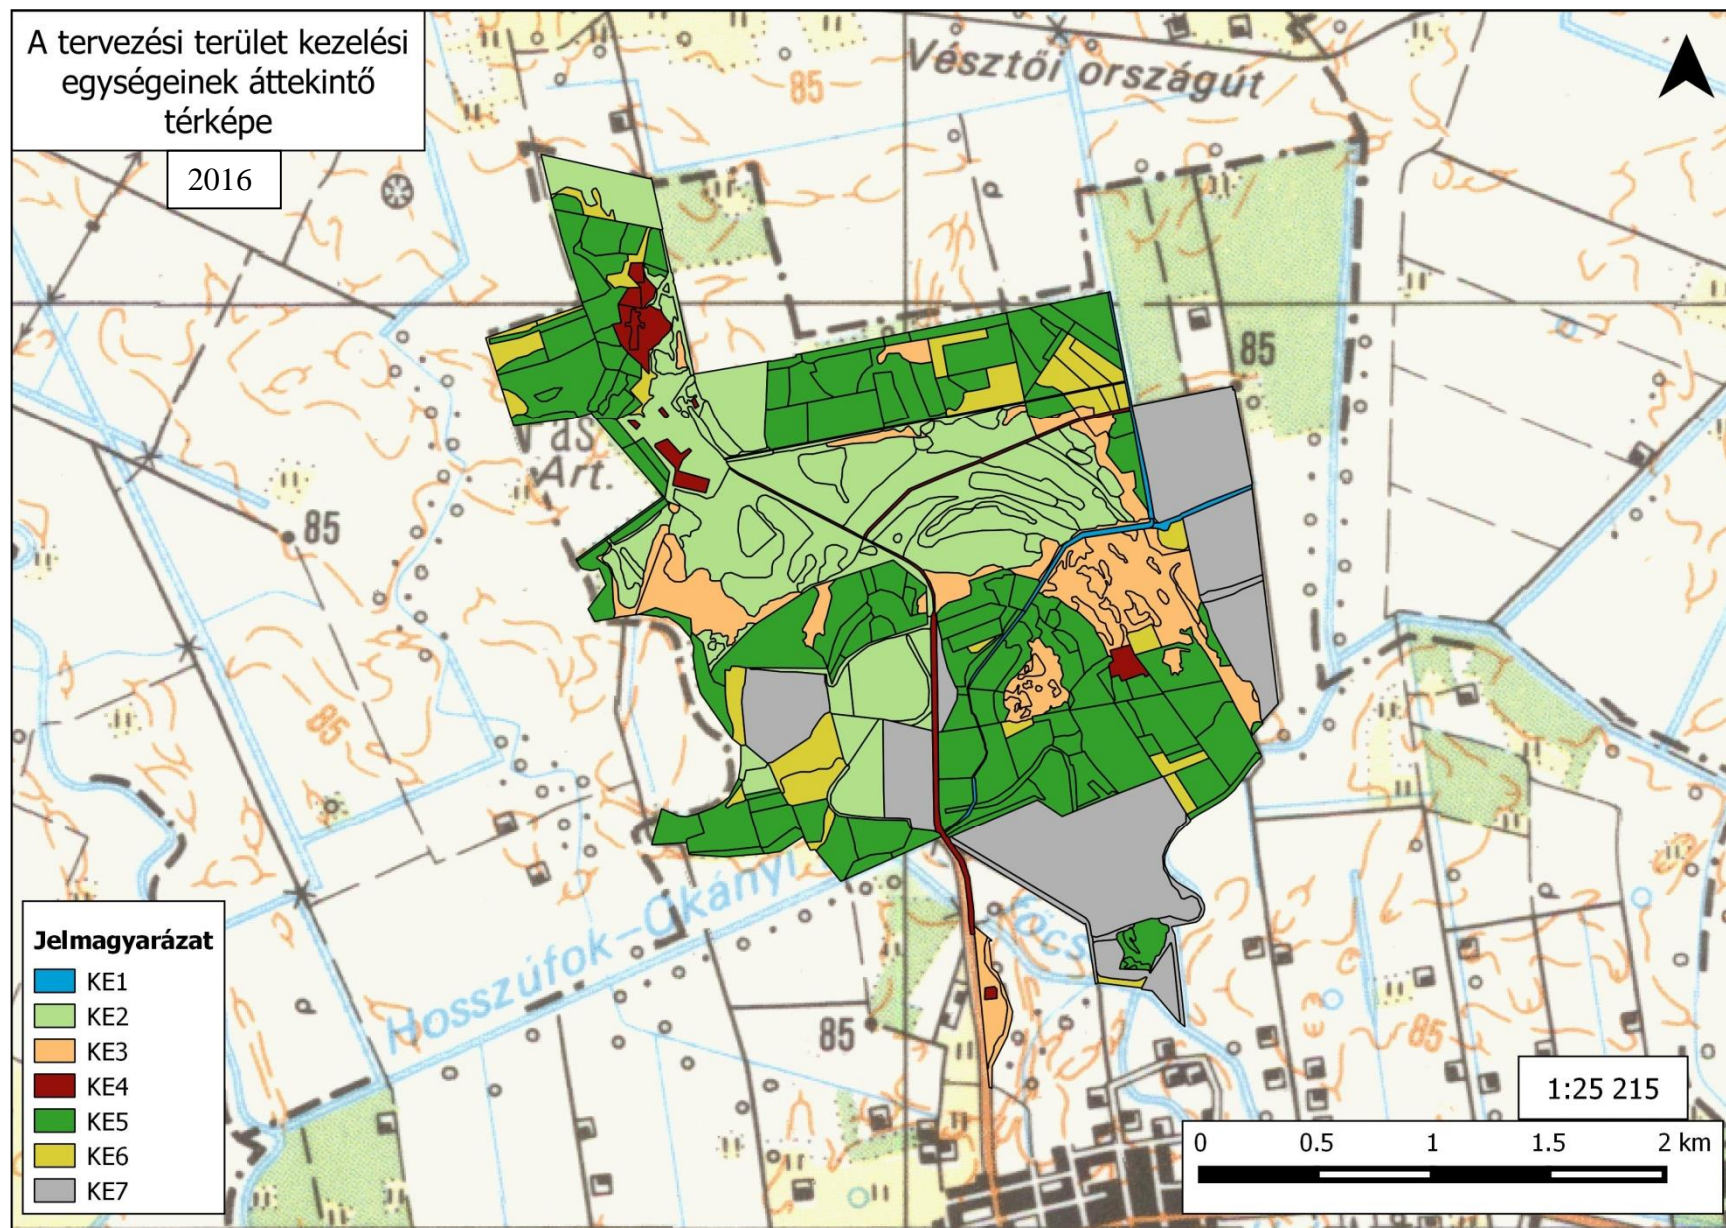 A tervezési terület kezelési
egységeinek áttekintő
térképe
2016
Vésztői országút
85
85
Art.
85
85
Hosszúfok-Okányi
85
85
Jelmagyarázat
KE1
KE2
KE3
KE4
KE5
KE6
KE7
1:25 215
0 0.5 1 1.5 2 km